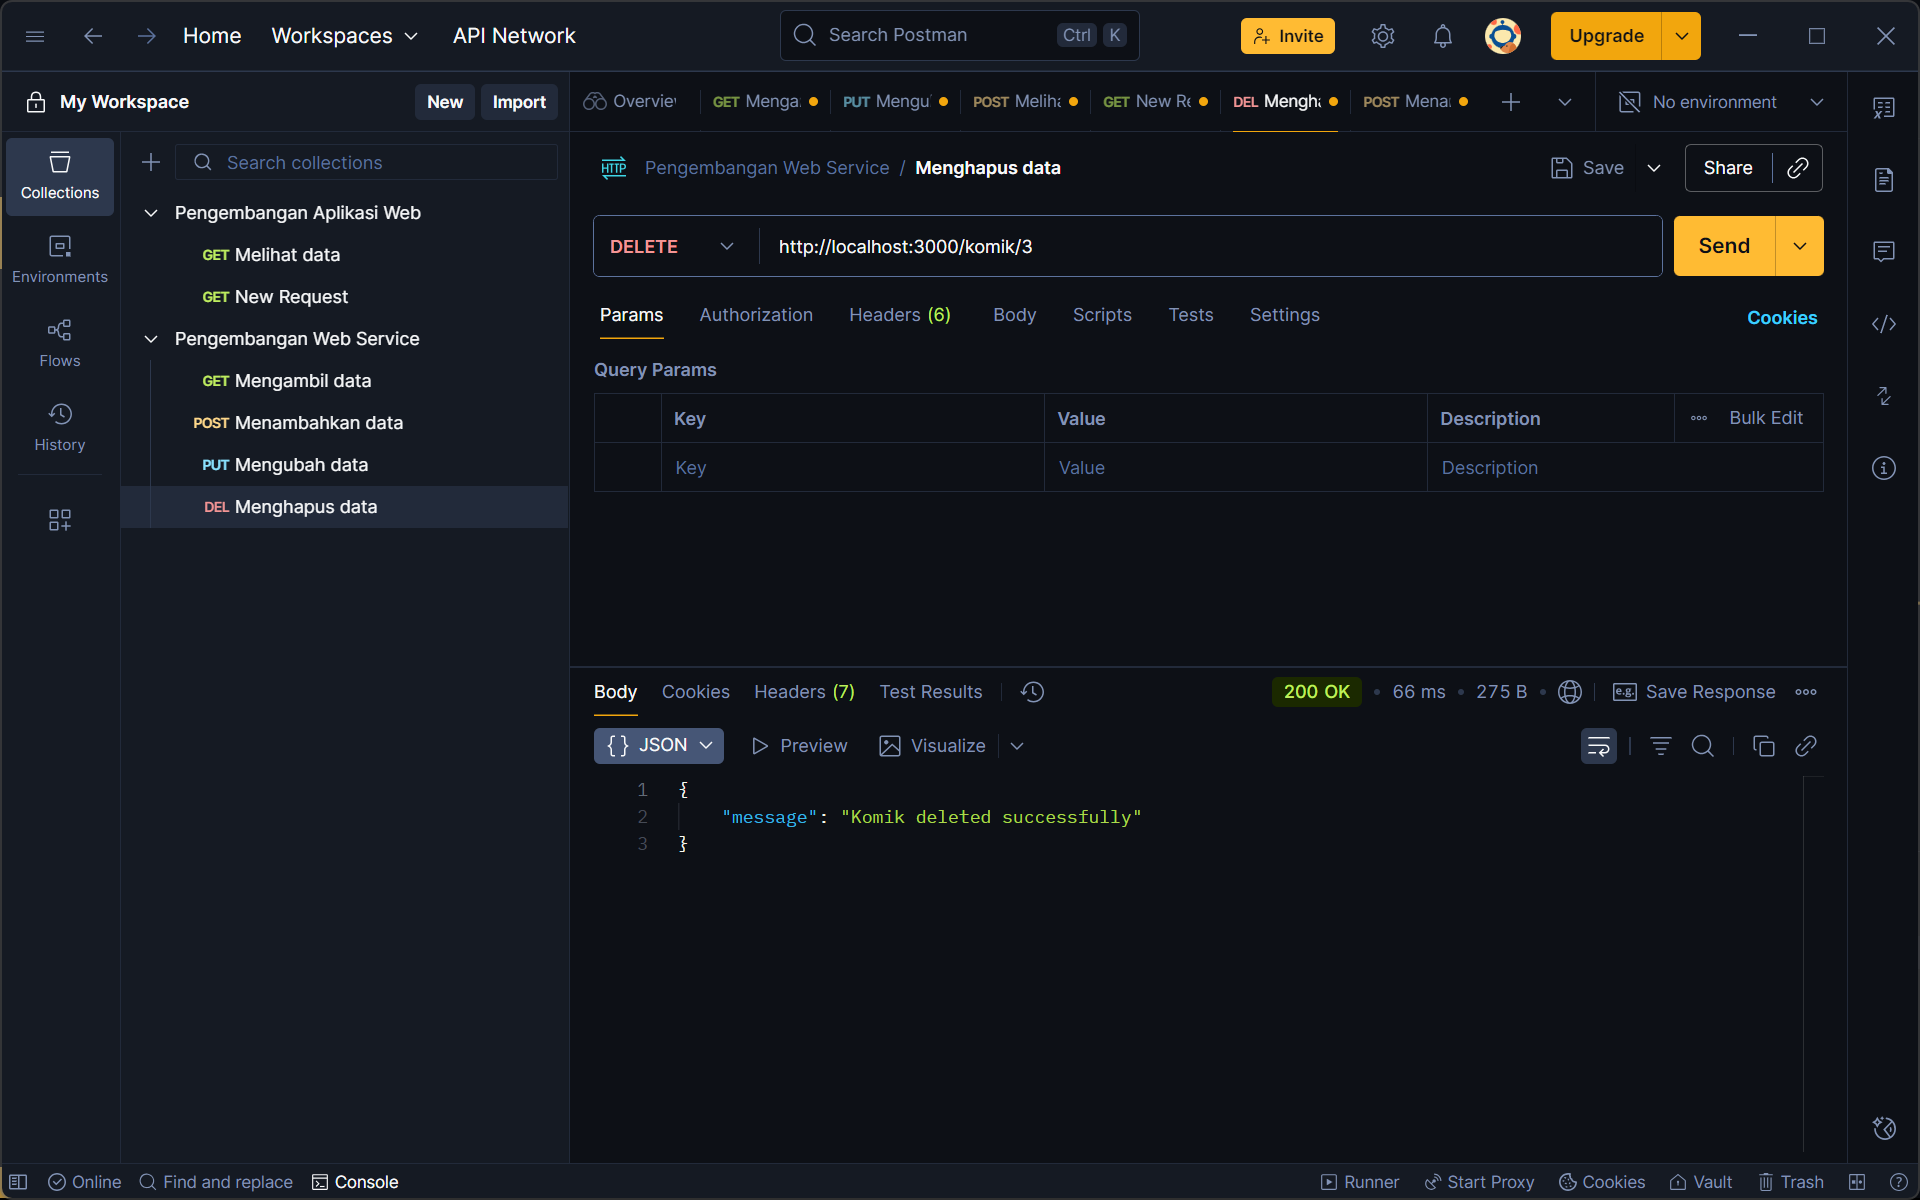 Home Workspaces API Network Search Postman Ctrl K Invite Upgrade
My Workspace New Import Overvie GET Menga PUT Mengu POST Meliha GET New Re DEL Mengha POST Mena No environment
Collections
Environments
Flows
History
Search collections
Pengembangan Aplikasi Web
GET Melihat data
GET New Request
Pengembangan Web Service
GET Mengambil data
POST Menambahkan data
PUT Mengubah data
DEL Menghapus data
HTTP Pengembangan Web Service / Menghapus data Save Share
DELETE http://localhost:3000/komik/3 Send
Params Authorization Headers (6) Body Scripts Tests Settings Cookies
Query Params
Key Value Description Bulk Edit
Key Value Description
Body Cookies Headers (7) Test Results 200 OK 66 ms 275 B e.g. Save Response
{} JSON Preview Visualize
1 {
2 "message": "Komik deleted successfully"
3 }
Online Find and replace Console Runner Start Proxy Cookies Vault Trash